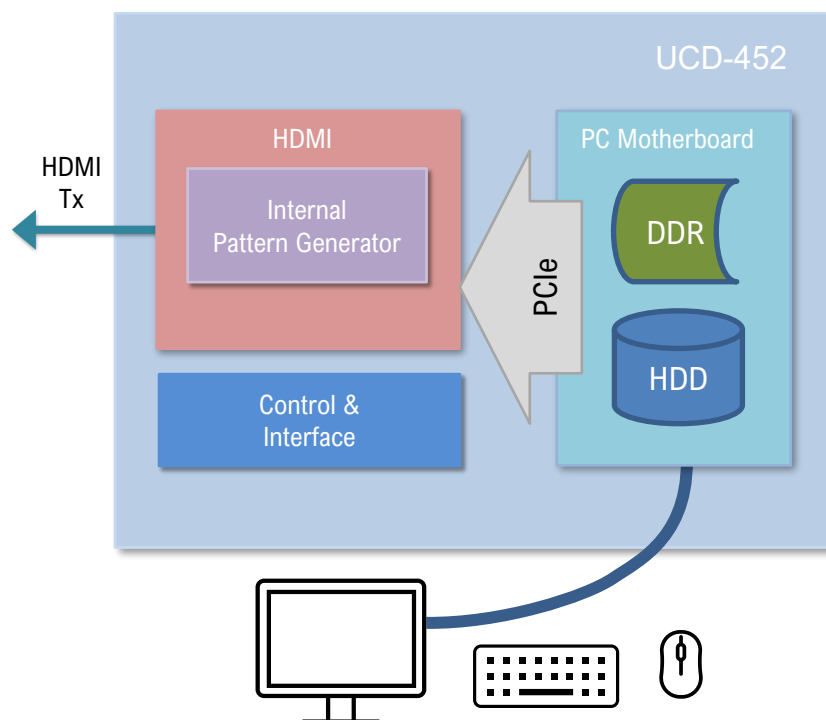 UCD-452
HDMI
Tx
HDMI
Internal
Pattern Generator
Control &
Interface
PCIe
PC Motherboard
DDR
HDD